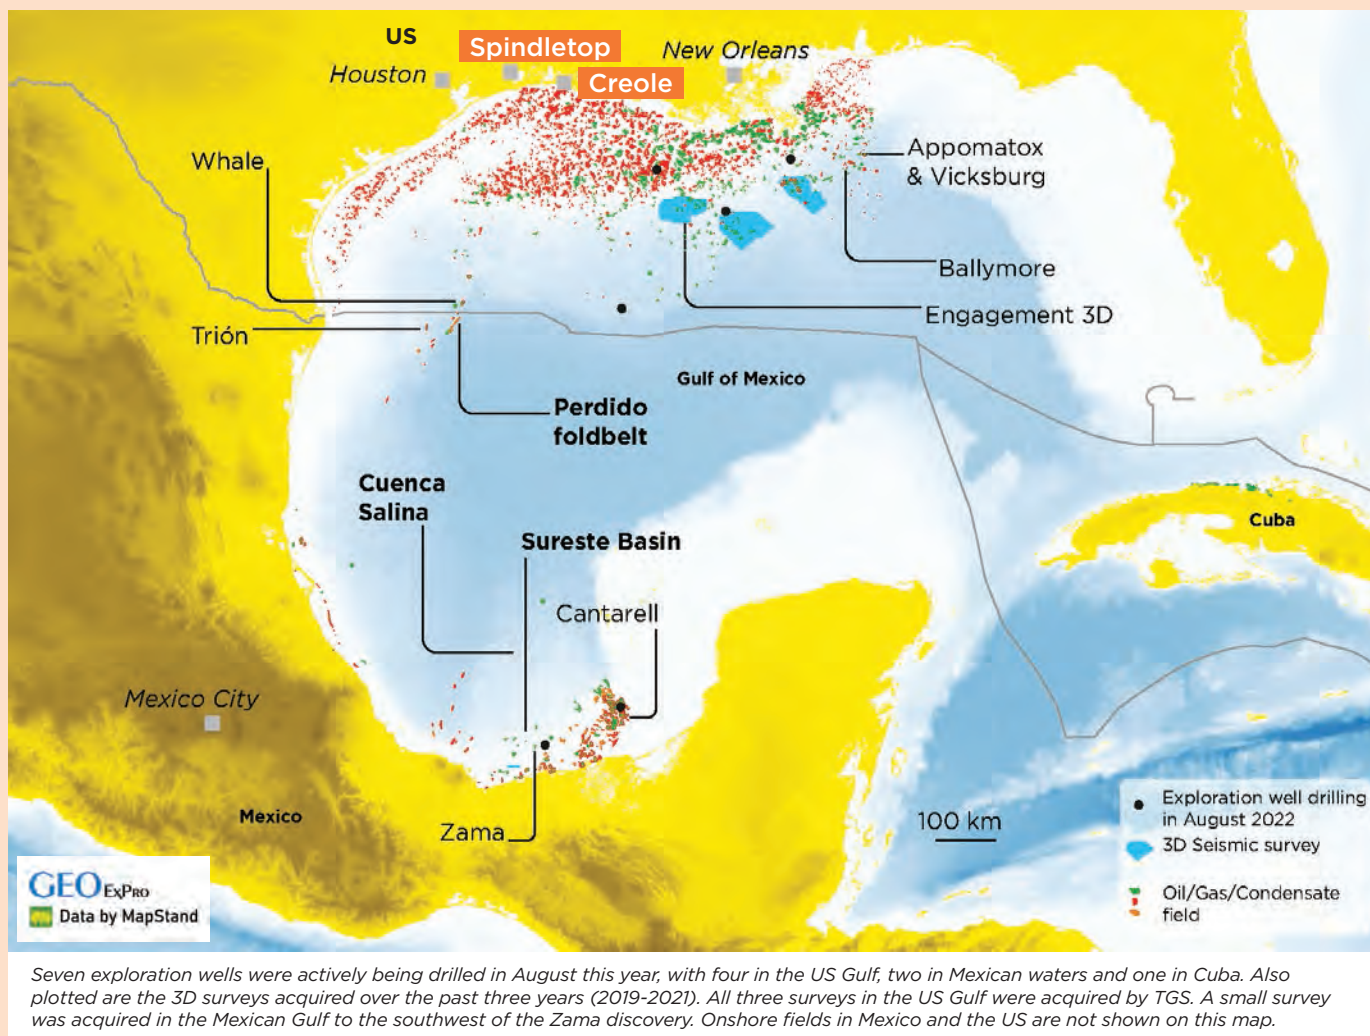 US
Spindletop
New Orleans
Houston
Creole
Whale
Appomatox
& Vicksburg
Ballymore
Engagement 3D
Trión
Gulf of Mexico
Perdido
foldbelt
Cuenca
Salina
Sureste Basin
Cuba
Cantarell
Mexico City
Mexico
Zama
100 km
Exploration well drilling
in August 2022
3D Seismic survey
Oil/Gas/Condensate
field
GEO ExPro
Data by MapStand
Seven exploration wells were actively being drilled in August this year, with four in the US Gulf, two in Mexican waters and one in Cuba. Also
plotted are the 3D surveys acquired over the past three years (2019-2021). All three surveys in the US Gulf were acquired by TGS. A small survey
was acquired in the Mexican Gulf to the southwest of the Zama discovery. Onshore fields in Mexico and the US are not shown on this map.